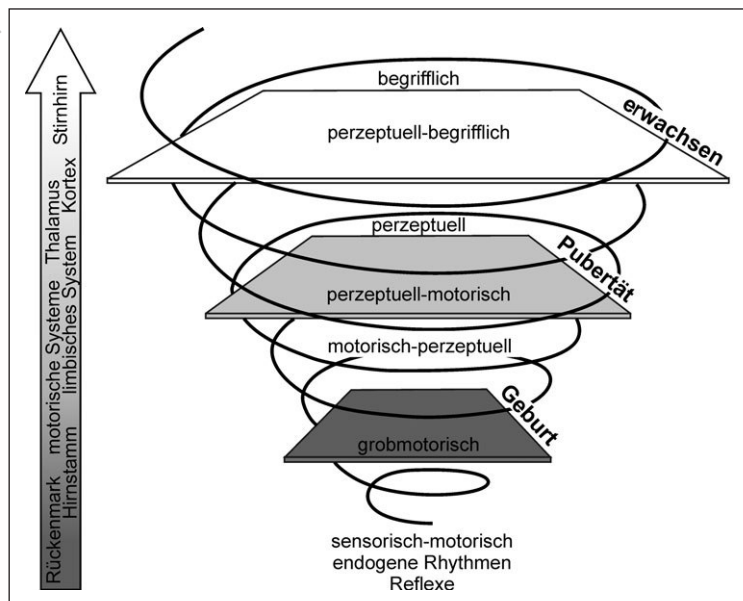 begrifflich
perzeptuell-begrifflich
erwachsen
perzeptuell
perzeptuell-motorisch
Pubertät
motorisch-perzeptuell
grobmotorisch
Geburt
sensorisch-motorisch
endogene Rhythmen
Reflexe
Rückenmark motorische Systeme Thalamus Stirnhirn
Hirnstamm limbisches System Kortex